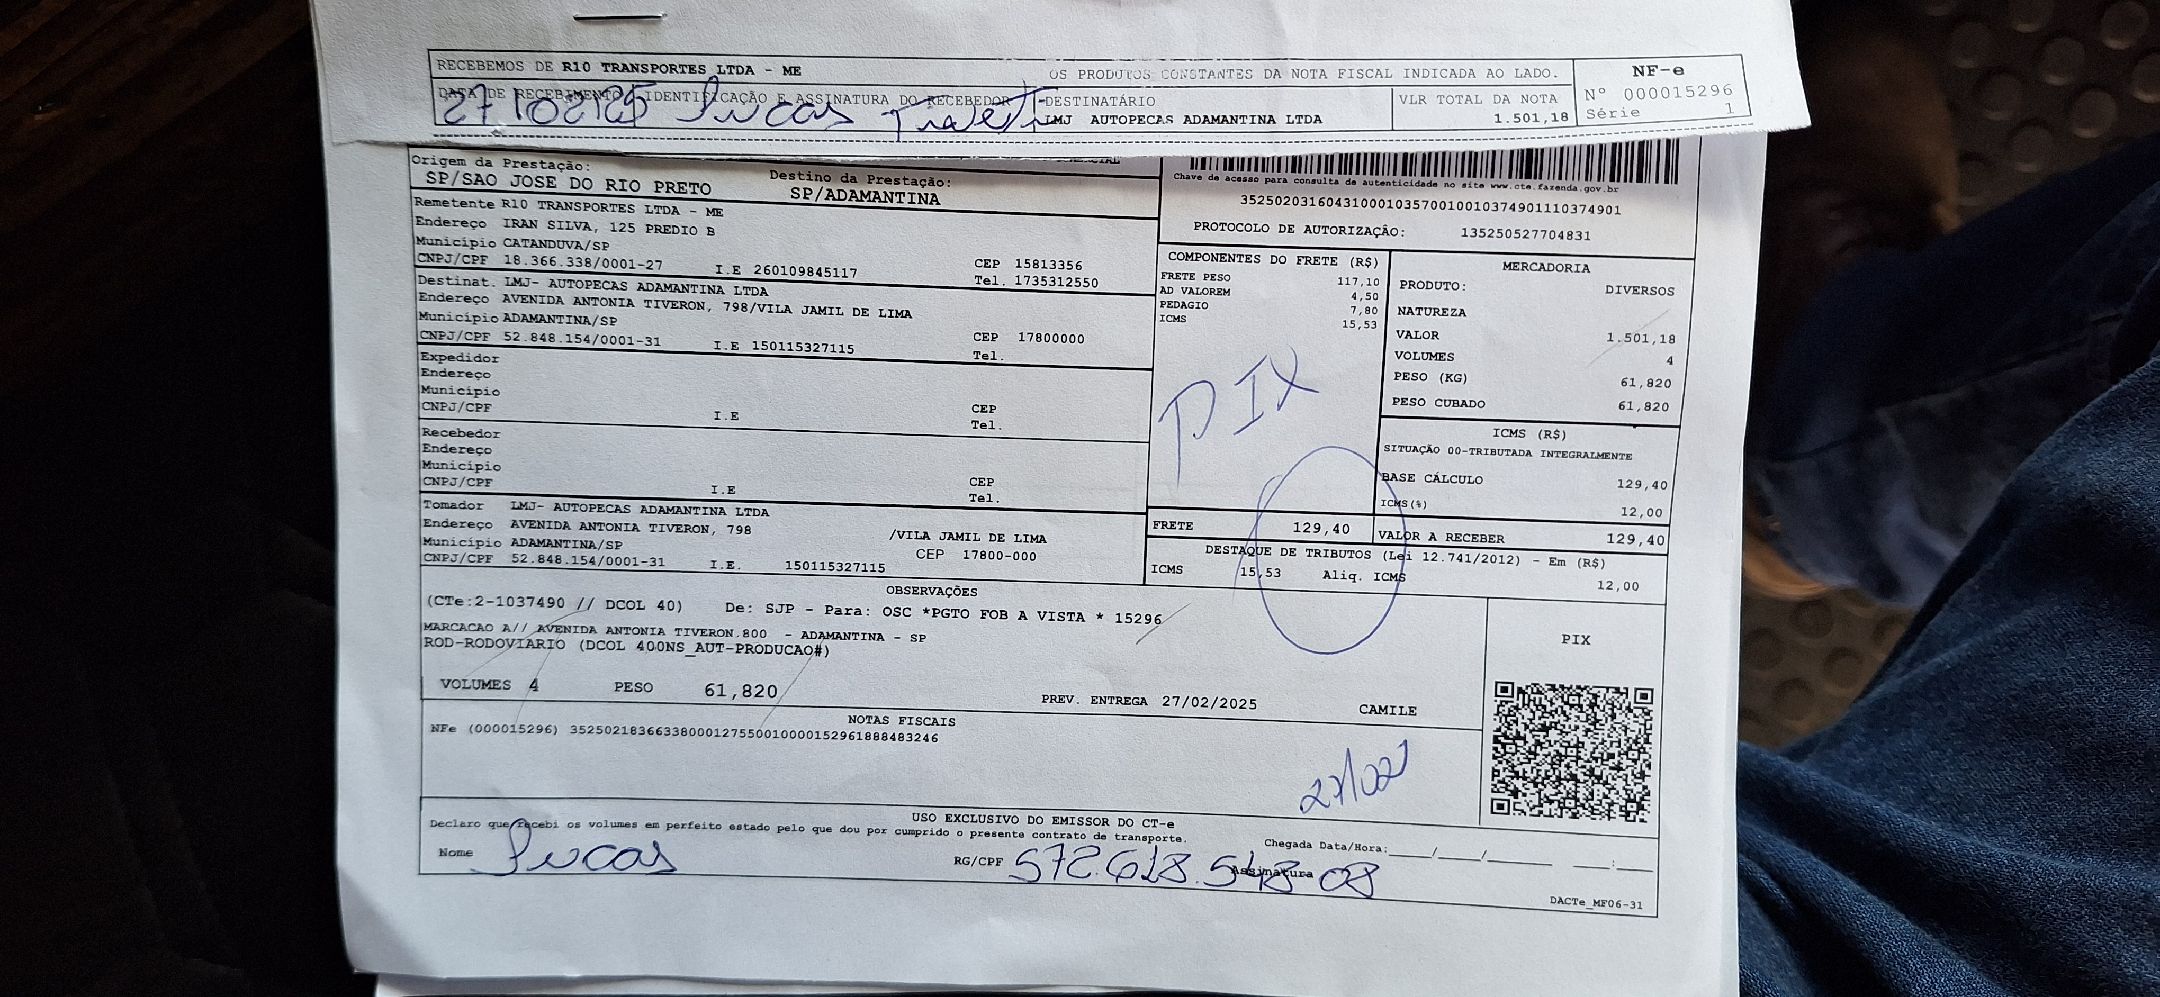 RECEBEMOS DE R10 TRANSPORTES LTDA - ME OS PRODUTOS CONSTANTES DA NOTA FISCAL INDICADA AO LADO.
DATA DE RECEBIMENTO IDENTIFICAÇÃO E ASSINATURA DO RECEBEDOR
27/02/25 Lucas
DESTINATÁRIO
LMJ AUTOPECAS ADAMANTINA LTDA
VLR TOTAL DA NOTA
1.501,18
NF-e
Nº 000015296
Série 1
Origem da Prestação:
SP/SAO JOSE DO RIO PRETO
Destino da Prestação:
SP/ADAMANTINA
Chave de acesso para consulta de autenticidade no site www.cte.fazenda.gov.br
35250203160431000103570010010374901110374901
PROTOCOLO DE AUTORIZAÇÃO: 135250527704831
Remetente R10 TRANSPORTES LTDA - ME
Endereço IRAN SILVA, 125 PREDIO B
Município CATANDUVA/SP CEP 15813356
CNPJ/CPF 18.366.338/0001-27 I.E 260109845117 Tel. 1735312550
Destinat. LMJ- AUTOPECAS ADAMANTINA LTDA
Endereço AVENIDA ANTONIA TIVERON, 798/VILA JAMIL DE LIMA
Município ADAMANTINA/SP CEP 17800000
CNPJ/CPF 52.848.154/0001-31 I.E 150115327115 Tel.
Expedidor
Endereço
Município CEP
CNPJ/CPF I.E Tel.
Recebedor
Endereço
Município CEP
CNPJ/CPF I.E Tel.
Tomador LMJ- AUTOPECAS ADAMANTINA LTDA
Endereço AVENIDA ANTONIA TIVERON, 798 /VILA JAMIL DE LIMA
Município ADAMANTINA/SP CEP 17800-000
CNPJ/CPF 52.848.154/0001-31 I.E. 150115327115
COMPONENTES DO FRETE (R$)
FRETE PESO 117,10
AD VALOREM 4,50
PEDAGIO 7,80
ICMS 15,53
PIX
MERCADORIA
PRODUTO: DIVERSOS
NATUREZA
VALOR 1.501,18
VOLUMES 4
PESO (KG) 61,820
PESO CUBADO 61,820
ICMS (R$)
SITUAÇÃO 00-TRIBUTADA INTEGRALMENTE
BASE CÁLCULO 129,40
ICMS(%) 12,00
FRETE 129,40 VALOR A RECEBER 129,40
DESTAQUE DE TRIBUTOS (Lei 12.741/2012) - Em (R$)
ICMS 15,53 Aliq. ICMS 12,00
OBSERVAÇÕES
(CTe:2-1037490 // DCOL 40) De: SJP - Para: OSC *PGTO FOB A VISTA * 15296
MARCACAO A// AVENIDA ANTONIA TIVERON.800 - ADAMANTINA - SP
ROD-RODOVIARIO (DCOL 400NS_AUT-PRODUCAO#)
VOLUMES 4 PESO 61,820 PREV. ENTREGA 27/02/2025 CAMILE
PIX
NOTAS FISCAIS
NFe (000015296) 35250218366338000127550010000152961888483246
27/02
USO EXCLUSIVO DO EMISSOR DO CT-e
Declaro que recebi os volumes em perfeito estado pelo que dou por cumprido o presente contrato de transporte.
Chegada Data/Hora:____/____/______ ____:____
Nome Lucas RG/CPF 572.618.548-08 Assinatura
DACTe_MF06-31